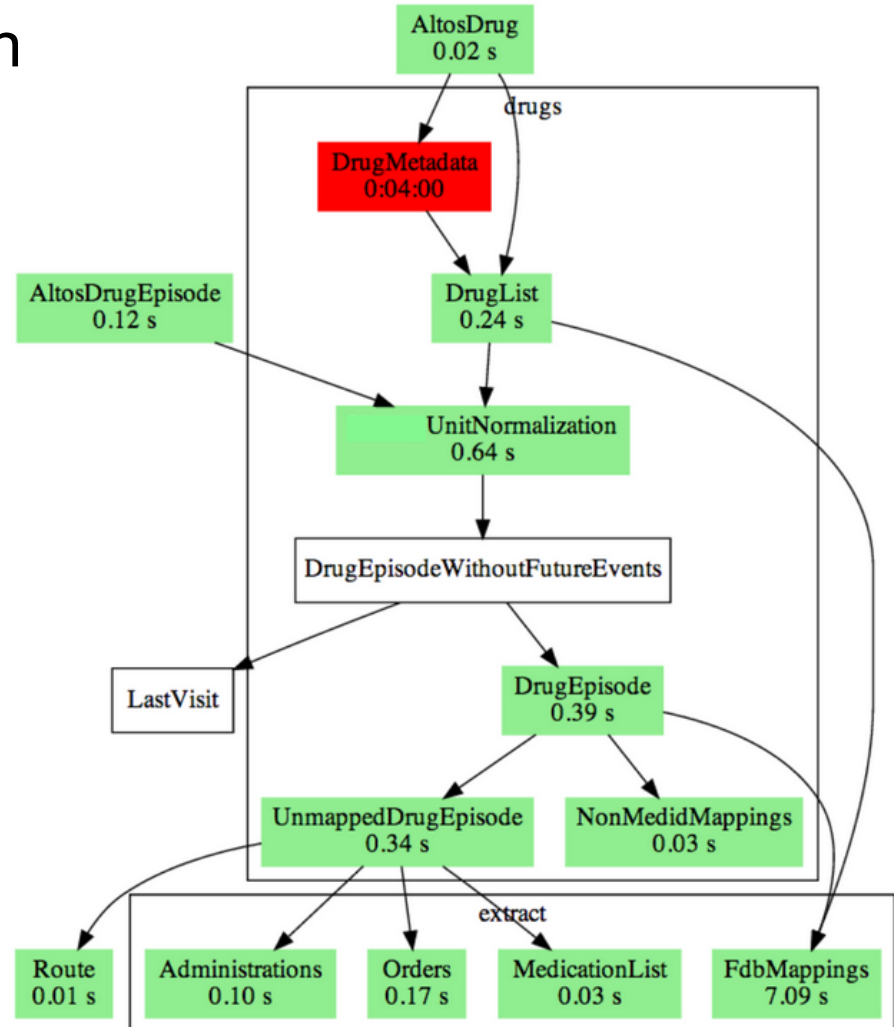 n
AltosDrug
0.02 s
drugs
DrugMetadata
0:04:00
AltosDrugEpisode
0.12 s
DrugList
0.24 s
UnitNormalization
0.64 s
DrugEpisodeWithoutFutureEvents
LastVisit
DrugEpisode
0.39 s
UnmappedDrugEpisode
0.34 s
NonMedidMappings
0.03 s
extract
Route
0.01 s
Administrations
0.10 s
Orders
0.17 s
MedicationList
0.03 s
FdbMappings
7.09 s